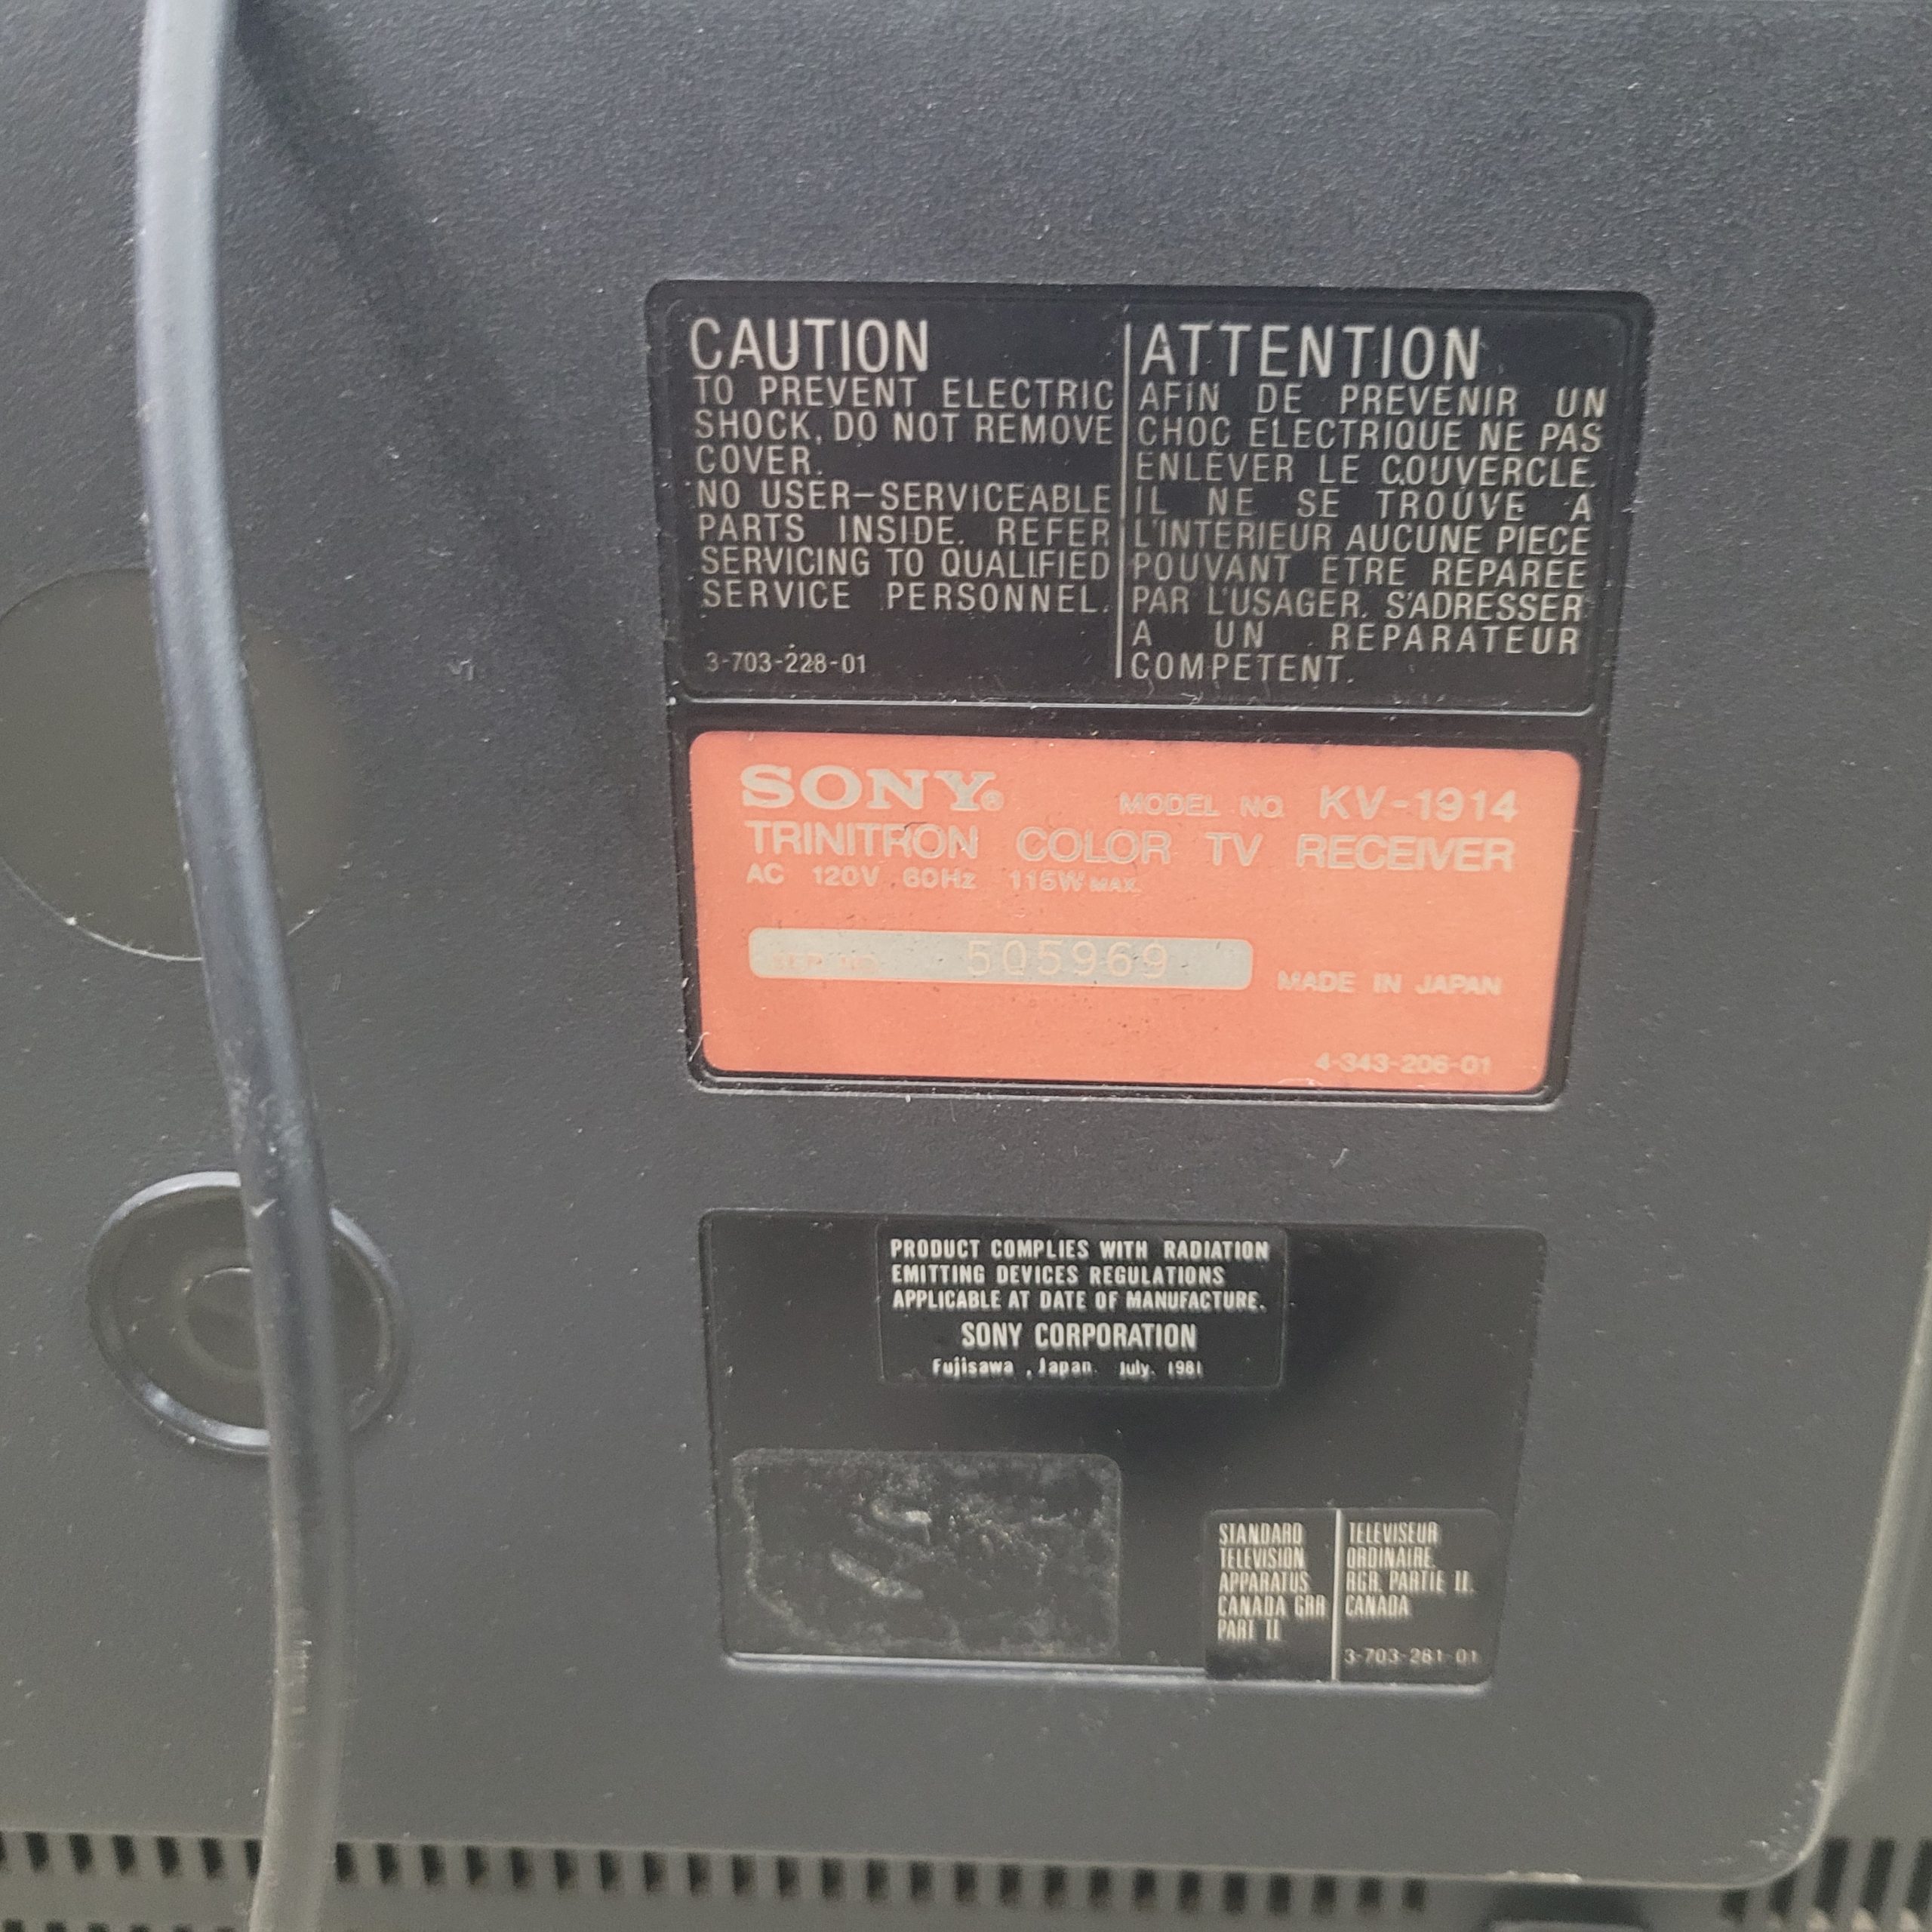 CAUTION
TO PREVENT ELECTRIC
SHOCK, DO NOT REMOVE
COVER.
NO USER-SERVICEABLE
PARTS INSIDE. REFER
SERVICING TO QUALIFIED
SERVICE PERSONNEL.
3-703-228-01
ATTENTION
AFIN DE PREVENIR UN
CHOC ELECTRIQUE NE PAS
ENLEVER LE COUVERCLE.
IL NE SE TROUVE A
L'INTERIEUR AUCUNE PIECE
POUVANT ETRE REPAREE
PAR L'USAGER. S'ADRESSER
A UN REPARATEUR
COMPETENT.
SONY® MODEL NO. KV-1914
TRINITRON COLOR TV RECEIVER
AC 120V 60Hz 115W MAX.
SER. NO. 505969
MADE IN JAPAN
4-343-206-01
PRODUCT COMPLIES WITH RADIATION
EMITTING DEVICES REGULATIONS
APPLICABLE AT DATE OF MANUFACTURE.
SONY CORPORATION
Fujisawa, Japan. July. 1981
STANDARD
TELEVISION
APPARATUS,
CANADA GRR
PART II
TELEVISEUR
ORDINAIRE,
RGR, PARTIE II.
CANADA
3-703-281-01